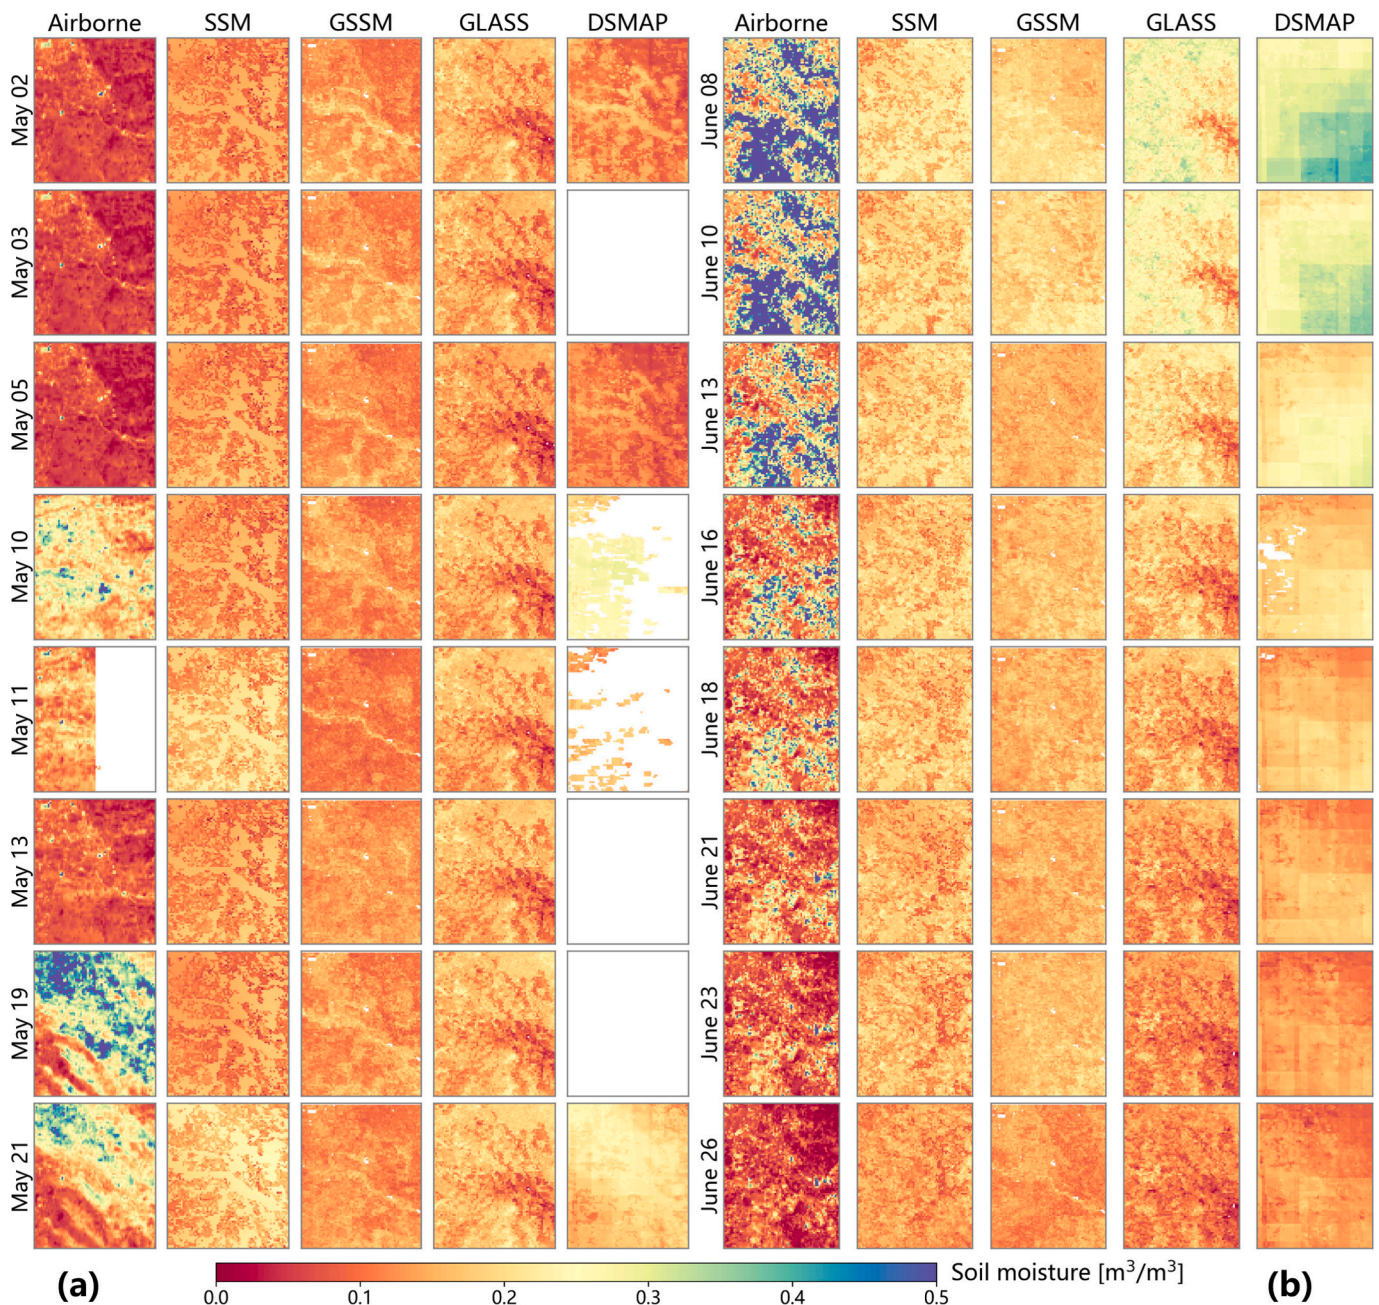 Airborne SSM GSSM GLASS DSMAP Airborne SSM GSSM GLASS DSMAP
May 02 June 08
May 03 June 10
May 05 June 13
May 10 June 16
May 11 June 18
May 13 June 21
May 19 June 23
May 21 June 26
(a) Soil moisture [m³/m³] (b)
0.0 0.1 0.2 0.3 0.4 0.5